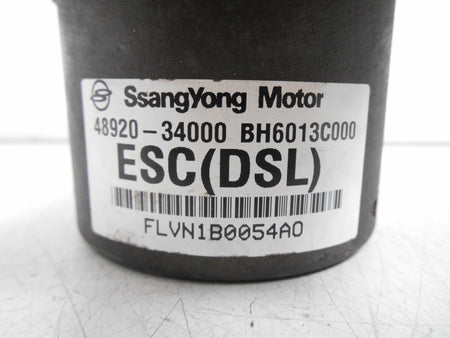 SsangYong Motor
48920-34000 BH6013C000
ESC(DSL)
FLVN1B0054A0